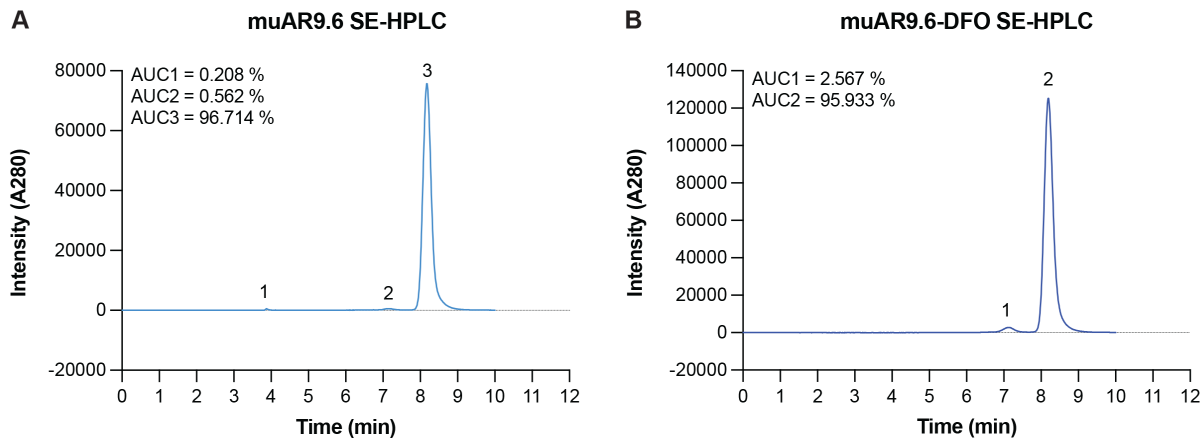 A
muAR9.6 SE-HPLC
AUC1 = 0.208 %
AUC2 = 0.562 %
AUC3 = 96.714 %
80000
60000
40000
20000
0
-20000
Intensity (A280)
1
2
3
0 1 2 3 4 5 6 7 8 9 10 11 12
Time (min)
B
muAR9.6-DFO SE-HPLC
AUC1 = 2.567 %
AUC2 = 95.933 %
140000
120000
100000
80000
60000
40000
20000
0
-20000
Intensity (A280)
1
2
0 1 2 3 4 5 6 7 8 9 10 11 12
Time (min)